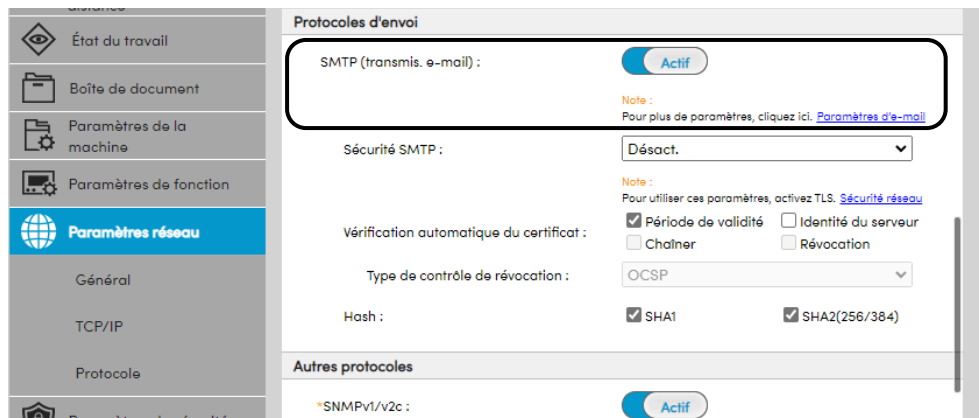 État du travail
Boîte de document
Paramètres de la
machine
Paramètres de fonction
Paramètres réseau
Général
TCP/IP
Protocole
Protocoles d'envoi
SMTP (transmis. e-mail) :
Actif
Note :
Pour plus de paramètres, cliquez ici. Paramètres d'e-mail
Sécurité SMTP :
Désact.
Note :
Pour utiliser ces paramètres, activez TLS. Sécurité réseau
Vérification automatique du certificat :
Période de validité
Identité du serveur
Chaîner
Révocation
Type de contrôle de révocation :
OCSP
Hash :
SHA1
SHA2(256/384)
Autres protocoles
*SNMPv1/v2c :
Actif